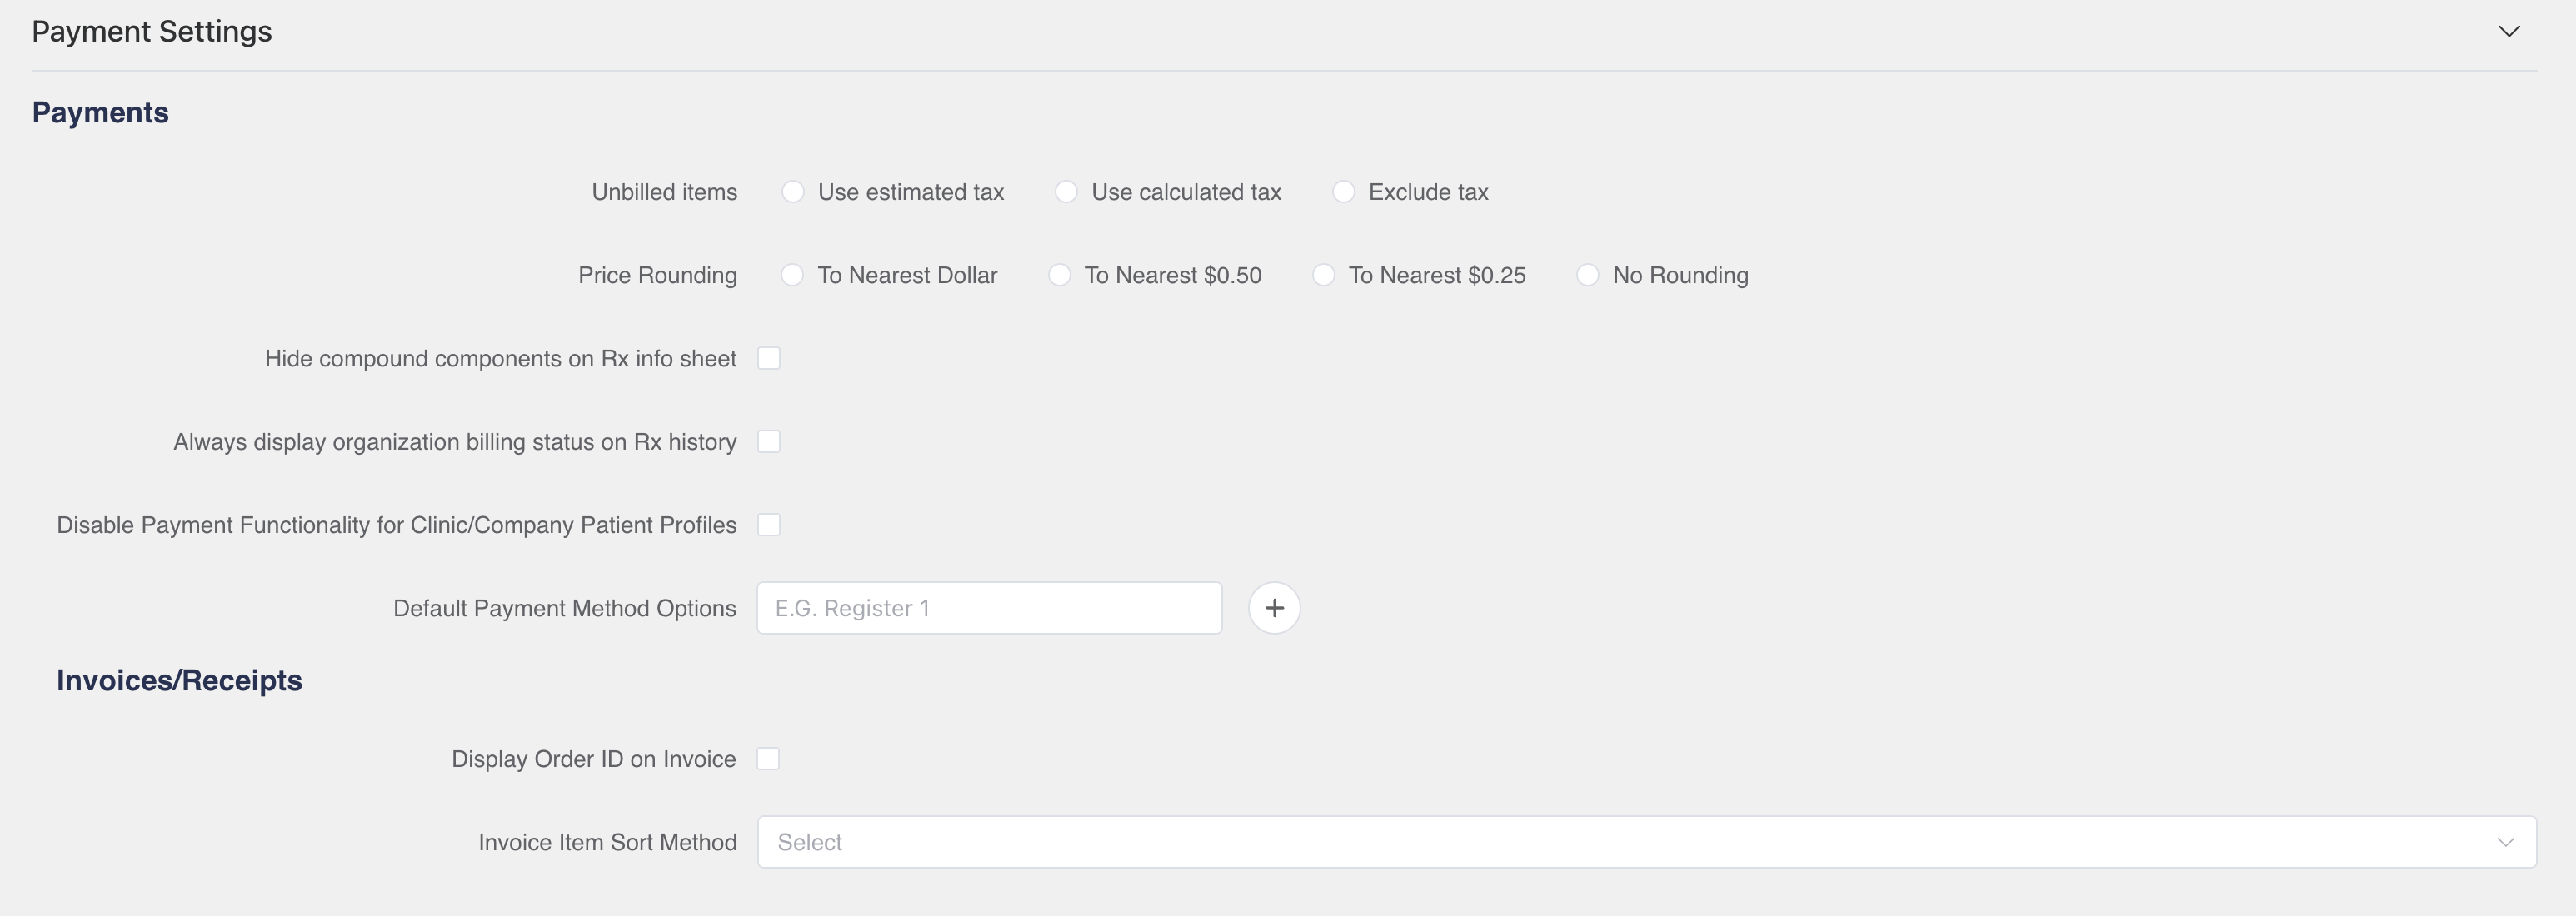 Payment Settings
Payments
Unbilled items Use estimated tax Use calculated tax Exclude tax
Price Rounding To Nearest Dollar To Nearest $0.50 To Nearest $0.25 No Rounding
Hide compound components on Rx info sheet
Always display organization billing status on Rx history
Disable Payment Functionality for Clinic/Company Patient Profiles
Default Payment Method Options E.G. Register 1
Invoices/Receipts
Display Order ID on Invoice
Invoice Item Sort Method Select